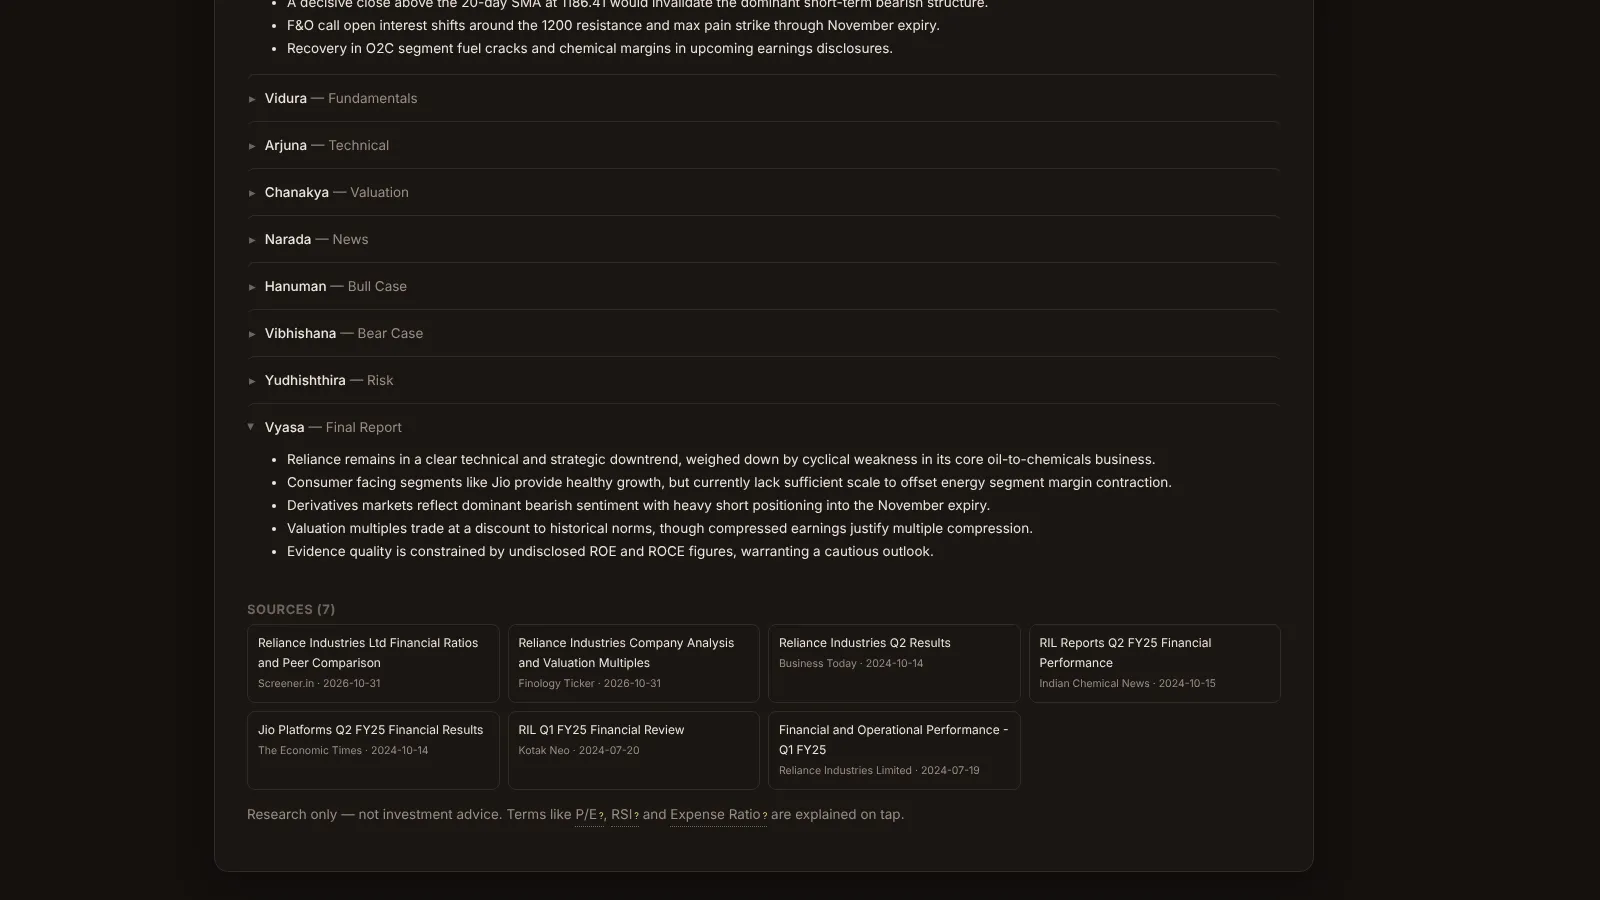 • A decisive close above the 20-day SMA at 1186.41 would invalidate the dominant short-term bearish structure.
• F&O call open interest shifts around the 1200 resistance and max pain strike through November expiry.
• Recovery in O2C segment fuel cracks and chemical margins in upcoming earnings disclosures.
▸ Vidura — Fundamentals
▸ Arjuna — Technical
▸ Chanakya — Valuation
▸ Narada — News
▸ Hanuman — Bull Case
▸ Vibhishana — Bear Case
▸ Yudhishthira — Risk
▾ Vyasa — Final Report
• Reliance remains in a clear technical and strategic downtrend, weighed down by cyclical weakness in its core oil-to-chemicals business.
• Consumer facing segments like Jio provide healthy growth, but currently lack sufficient scale to offset energy segment margin contraction.
• Derivatives markets reflect dominant bearish sentiment with heavy short positioning into the November expiry.
• Valuation multiples trade at a discount to historical norms, though compressed earnings justify multiple compression.
• Evidence quality is constrained by undisclosed ROE and ROCE figures, warranting a cautious outlook.
SOURCES (7)
Reliance Industries Ltd Financial Ratios
and Peer Comparison
Screener.in · 2026-10-31
Reliance Industries Company Analysis
and Valuation Multiples
Finology Ticker · 2026-10-31
Reliance Industries Q2 Results
Business Today · 2024-10-14
RIL Reports Q2 FY25 Financial
Performance
Indian Chemical News · 2024-10-15
Jio Platforms Q2 FY25 Financial Results
The Economic Times · 2024-10-14
RIL Q1 FY25 Financial Review
Kotak Neo · 2024-07-20
Financial and Operational Performance -
Q1 FY25
Reliance Industries Limited · 2024-07-19
Research only — not investment advice. Terms like P/E?, RSI? and Expense Ratio? are explained on tap.